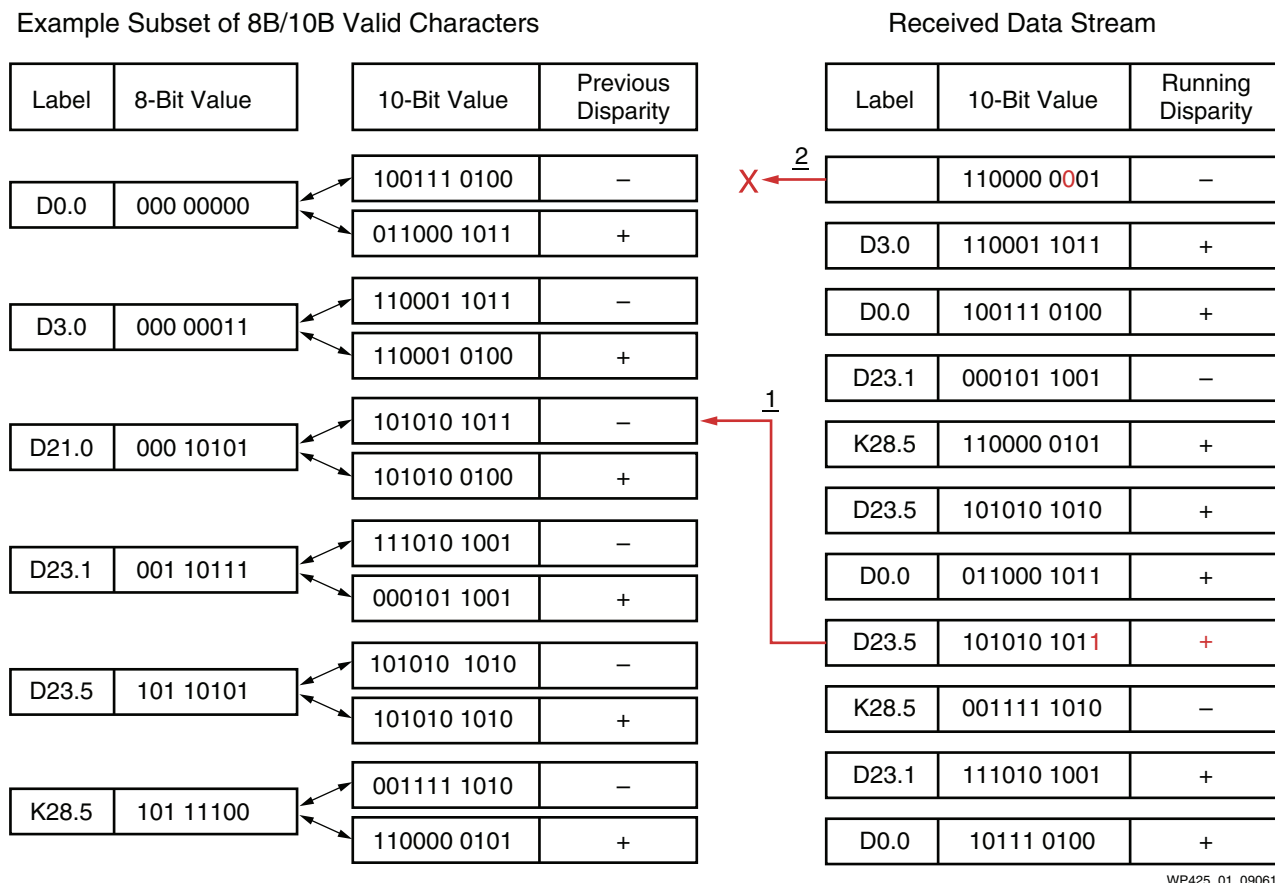 Example Subset of 8B/10B Valid Characters
Label 8-Bit Value 10-Bit Value Previous Disparity
D0.0 000 00000
100111 0100 –
011000 1011 +
D3.0 000 00011
110001 1011 –
110001 0100 +
D21.0 000 10101
101010 1011 –
101010 0100 +
D23.1 001 10111
111010 1001 –
000101 1001 +
D23.5 101 10101
101010 1010 –
101010 1010 +
K28.5 101 11100
001111 1010 –
110000 0101 +
Received Data Stream
Label 10-Bit Value Running Disparity
X 2 110000 0001 –
D3.0 110001 1011 +
D0.0 100111 0100 +
D23.1 000101 1001 –
1
K28.5 110000 0101 +
D23.5 101010 1010 +
D0.0 011000 1011 +
D23.5 101010 1011 +
K28.5 001111 1010 –
D23.1 111010 1001 +
D0.0 10111 0100 +
WP425_01_09061